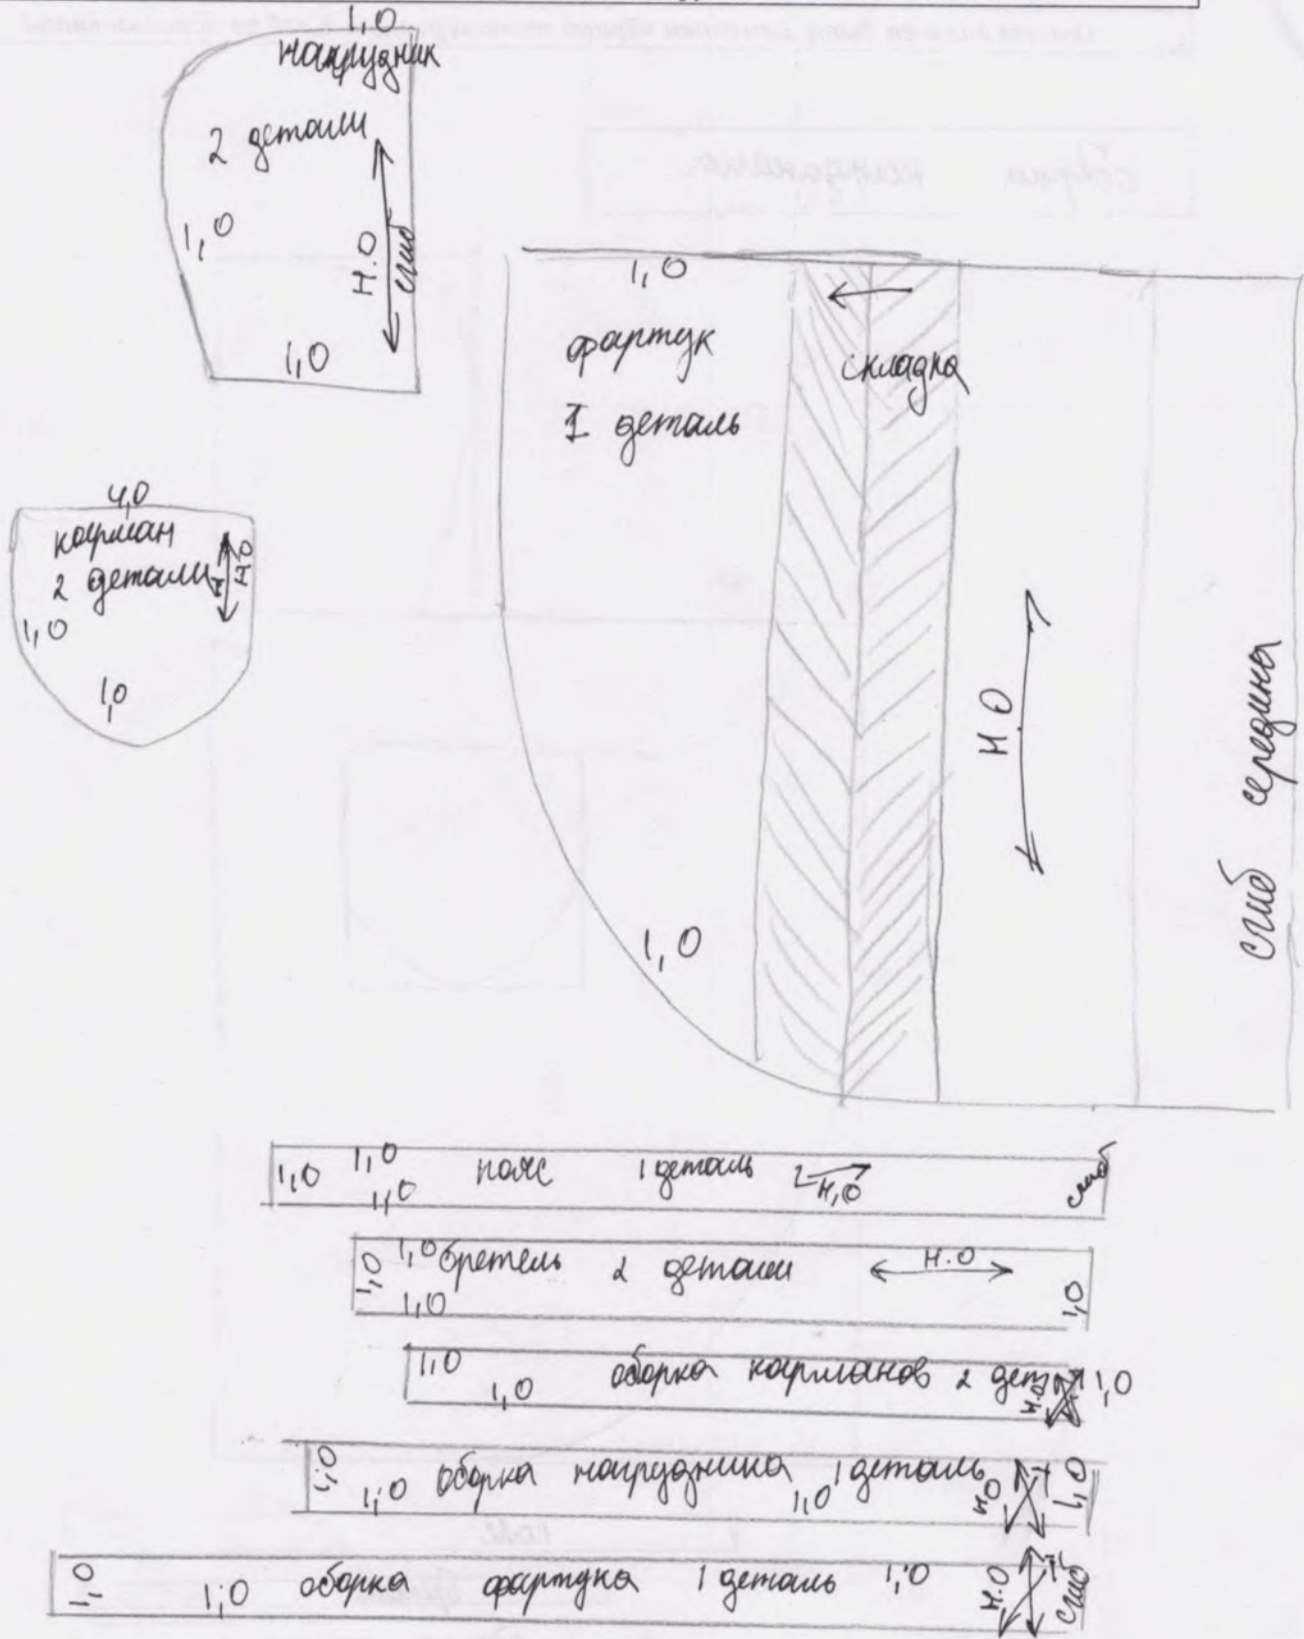 1,0
нагрудник
2 детали
1,0
Н.О
сгиб
1,0
1,0
фартук
1 деталь
складка
Н.О
сгиб середина
1,0
4,0
карман
2 детали
Н.О
1,0
1,0
1,0 1,0 пояс 1 деталь Н,О сгиб
1,0
1,0 1,0 бретель 2 детали Н.О 1,0
1,0
1,0 оборка карманов 2 дет 1,0
1,0 Н.О
1,0 оборка нагрудника 1 деталь Н.О 1,0
1,0 1,0
1,0 1,0 оборка фартука 1 деталь 1,0 Н.О сгиб